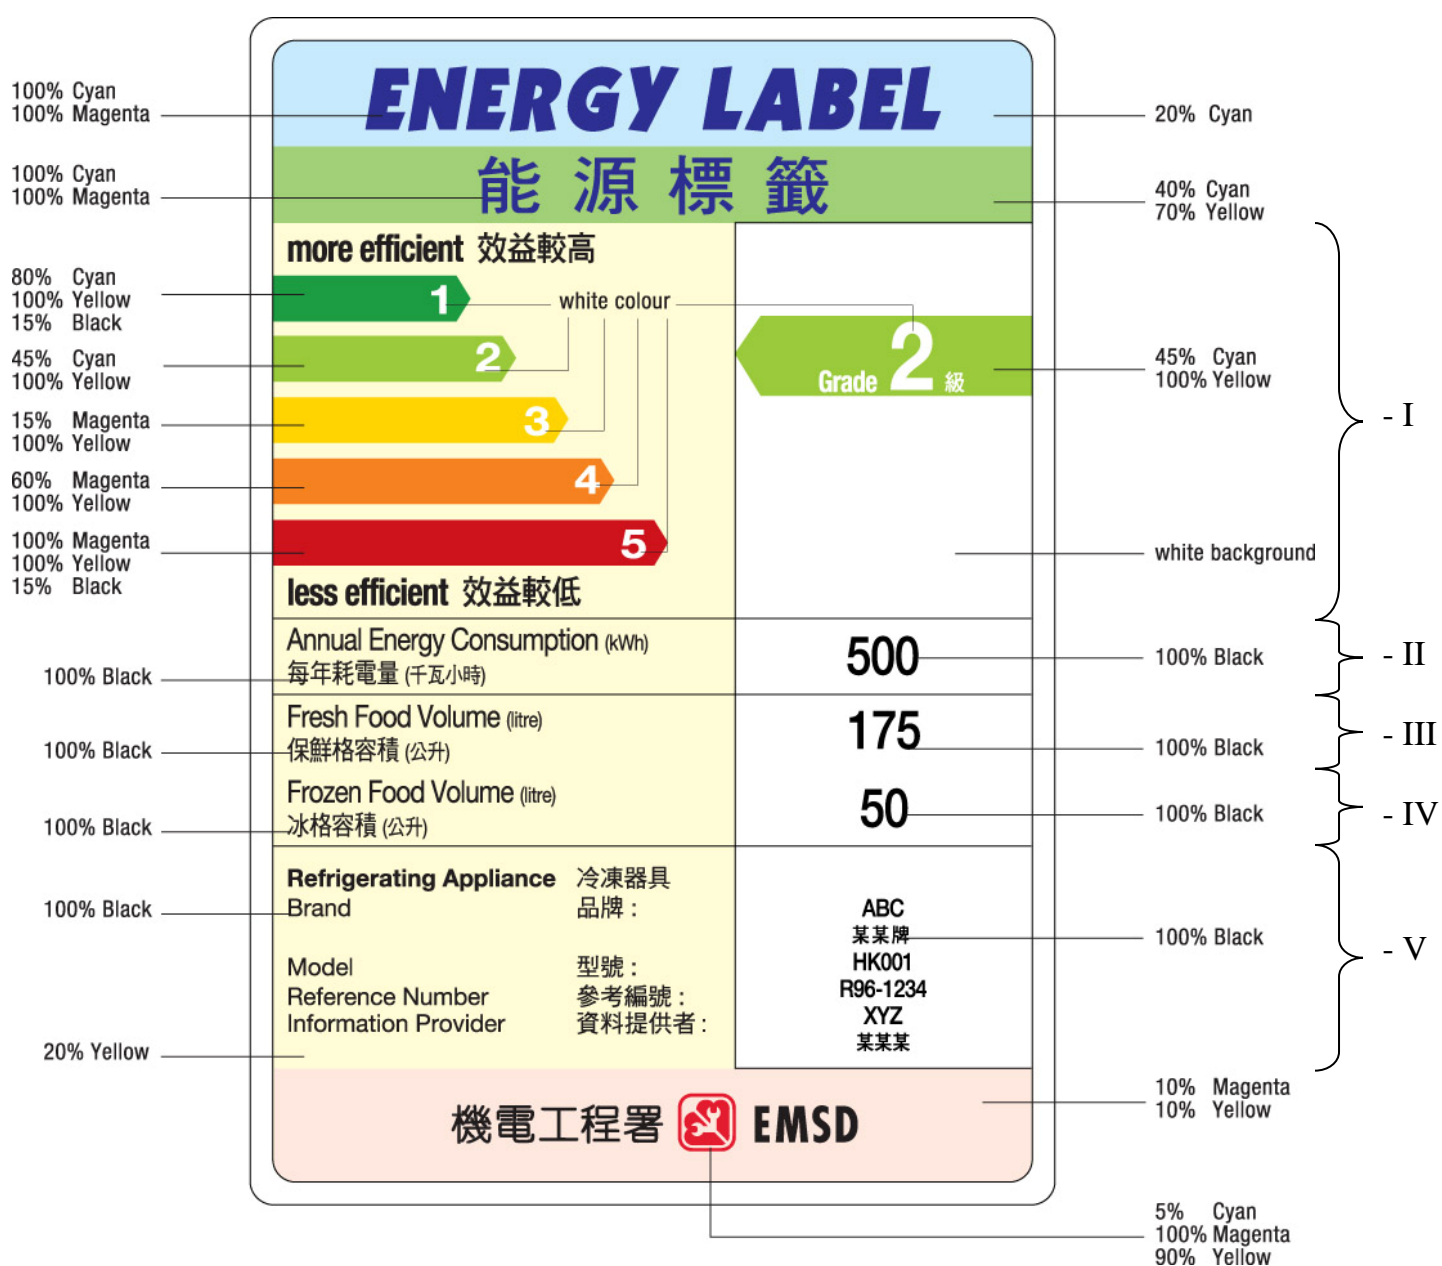 ENERGY LABEL
能源標籤
100% Cyan
100% Magenta
20% Cyan
100% Cyan
100% Magenta
40% Cyan
70% Yellow
more efficient 效益較高
80% Cyan
100% Yellow
15% Black
1
white colour
45% Cyan
100% Yellow
2
Grade 2 級
45% Cyan
100% Yellow
15% Magenta
100% Yellow
3
- I
60% Magenta
100% Yellow
4
100% Magenta
100% Yellow
15% Black
5
white background
less efficient 效益較低
Annual Energy Consumption (kWh)
每年耗電量 (千瓦小時)
500
100% Black
100% Black
- II
Fresh Food Volume (litre)
保鮮格容積 (公升)
175
100% Black
100% Black
- III
Frozen Food Volume (litre)
冰格容積 (公升)
50
100% Black
100% Black
- IV
Refrigerating Appliance 冷凍器具
Brand 品牌 :
ABC
某某牌
100% Black
100% Black
- V
Model 型號 :
HK001
Reference Number 參考編號 :
R96-1234
Information Provider 資料提供者 :
XYZ
某某某
20% Yellow
10% Magenta
10% Yellow
機電工程署 EMSD
5% Cyan
100% Magenta
90% Yellow